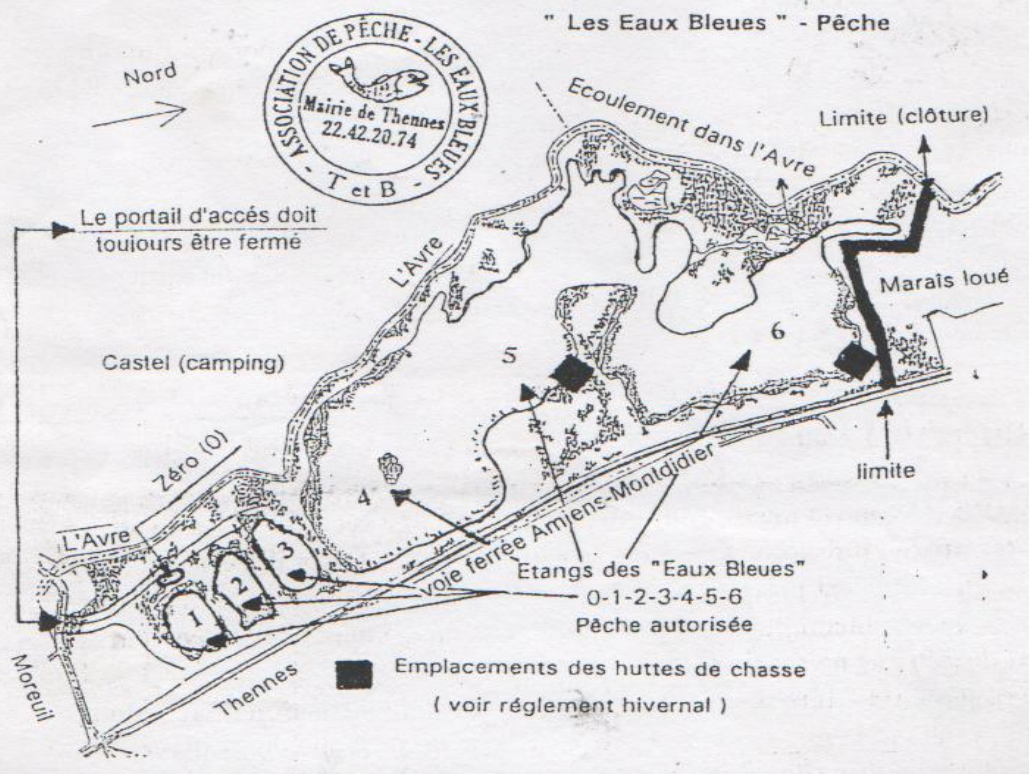 " Les Eaux Bleues " - Pêche
Nord
ASSOCIATION DE PÊCHE - LES EAUX BLEUES -
Mairie de Thennes
22.42.20.74
- T et B -
Ecoulement dans l'Avre
Limite (clôture)
Le portail d'accés doit
toujours être fermé
L'Avre
Maraîs loué
Castel (camping)
5
6
limite
Zéro (0)
4
L'Avre
3
2
1
voie ferrée Amiens-Montdidier
Etangs des "Eaux Bleues"
0-1-2-3-4-5-6
Pêche autorisée
Moreuil
Thennes
Emplacements des huttes de chasse
( voir réglement hivernal )